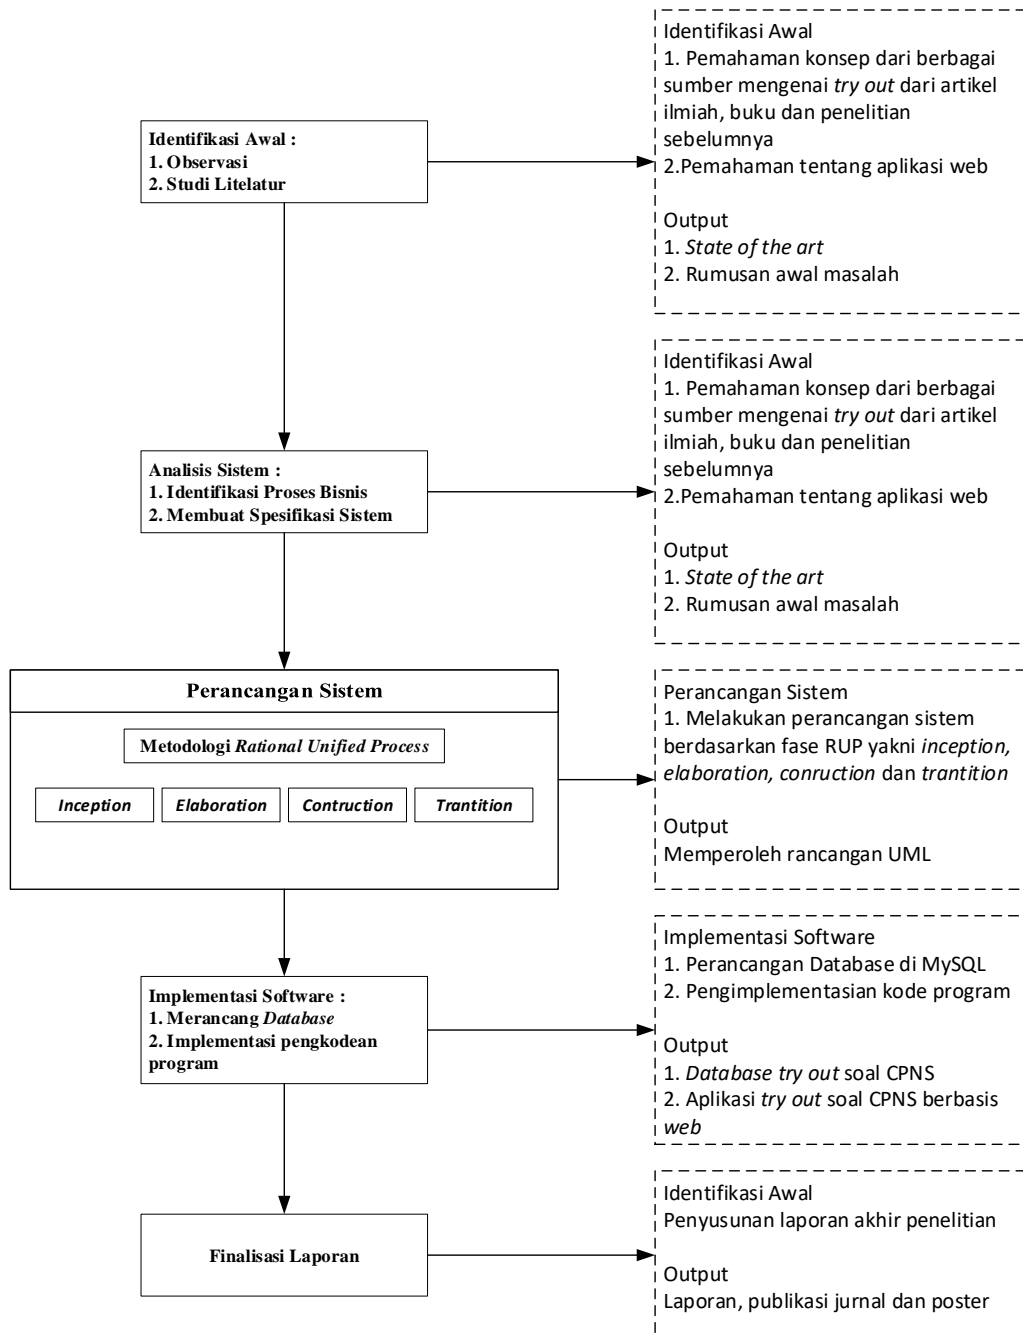 Identifikasi Awal :
1. Observasi
2. Studi Litelatur
Identifikasi Awal
1. Pemahaman konsep dari berbagai
sumber mengenai try out dari artikel
ilmiah, buku dan penelitian
sebelumnya
2.Pemahaman tentang aplikasi web
Output
1. State of the art
2. Rumusan awal masalah
Analisis Sistem :
1. Identifikasi Proses Bisnis
2. Membuat Spesifikasi Sistem
Identifikasi Awal
1. Pemahaman konsep dari berbagai
sumber mengenai try out dari artikel
ilmiah, buku dan penelitian
sebelumnya
2.Pemahaman tentang aplikasi web
Output
1. State of the art
2. Rumusan awal masalah
Perancangan Sistem
Metodologi Rational Unified Process
Inception
Elaboration
Contruction
Trantition
Perancangan Sistem
1. Melakukan perancangan sistem
berdasarkan fase RUP yakni inception,
elaboration, conruction dan trantition
Output
Memperoleh rancangan UML
Implementasi Software :
1. Merancang Database
2. Implementasi pengkodean
program
Implementasi Software
1. Perancangan Database di MySQL
2. Pengimplementasian kode program
Output
1. Database try out soal CPNS
2. Aplikasi try out soal CPNS berbasis
web
Finalisasi Laporan
Identifikasi Awal
Penyusunan laporan akhir penelitian
Output
Laporan, publikasi jurnal dan poster